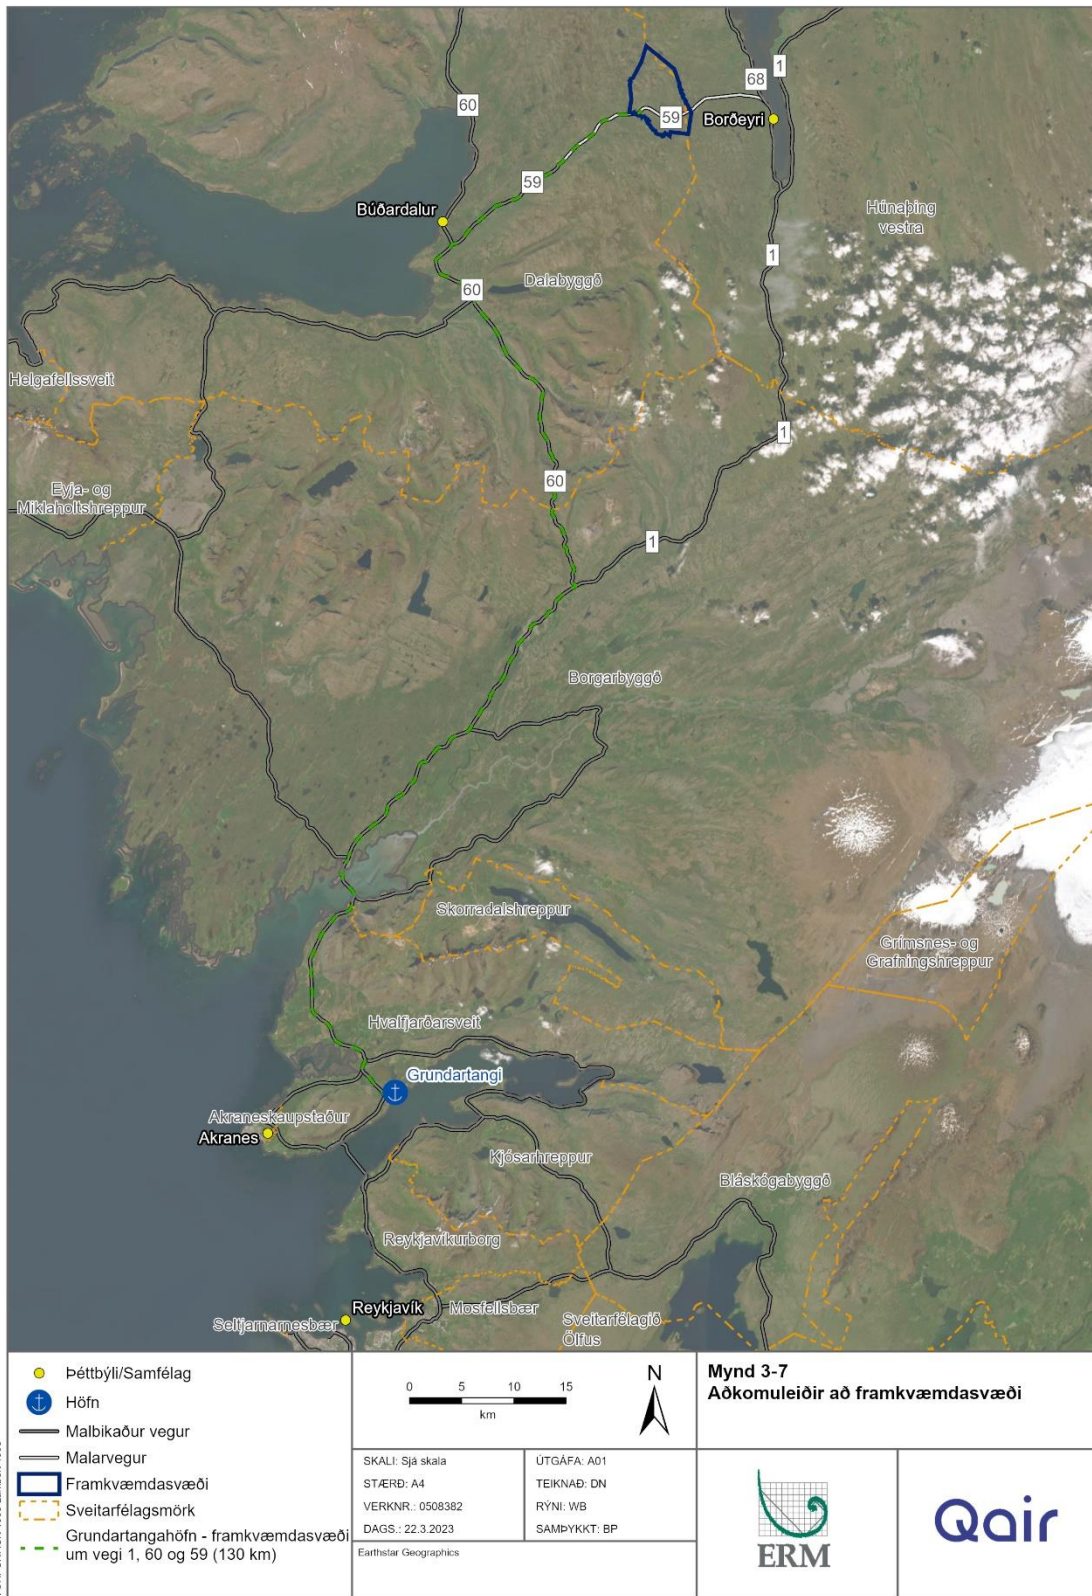 60
1
68
59
Borðeyri
59
Búðardalur
Húnaþing
vestra
1
Dalabyggð
60
Helgafellssveit
1
60
Eyja- og
Miklaholtshreppur
1
Borgarbyggð
Skorradalshreppur
Grímsnes- og
Grafningshreppur
Hvalfjarðarsveit
Grundartangi
Akraneskaupstaður
Akranes
Kjósarhreppur
Bláskógabyggð
Reykjavíkurborg
Reykjavík
Mosfellsbær
Seltjarnarnesbær
Sveitarfélagið
Ölfus
Þéttbýli/Samfélag
Höfn
Malbikaður vegur
Malarvegur
Framkvæmdasvæði
Sveitarfélagsmörk
Grundartangahöfn - framkvæmdasvæði
um vegi 1, 60 og 59 (130 km)
0 5 10 15
km
N
SKALI: Sjá skala
STÆRÐ: A4
VERKNR.: 0508382
DAGS.: 22.3.2023
ÚTGÁFA: A01
TEIKNAÐ: DN
RÝNI: WB
SAMÞYKKT: BP
Earthstar Geographics
Mynd 3-7
Aðkomuleiðir að framkvæmdasvæði
ERM
Qair